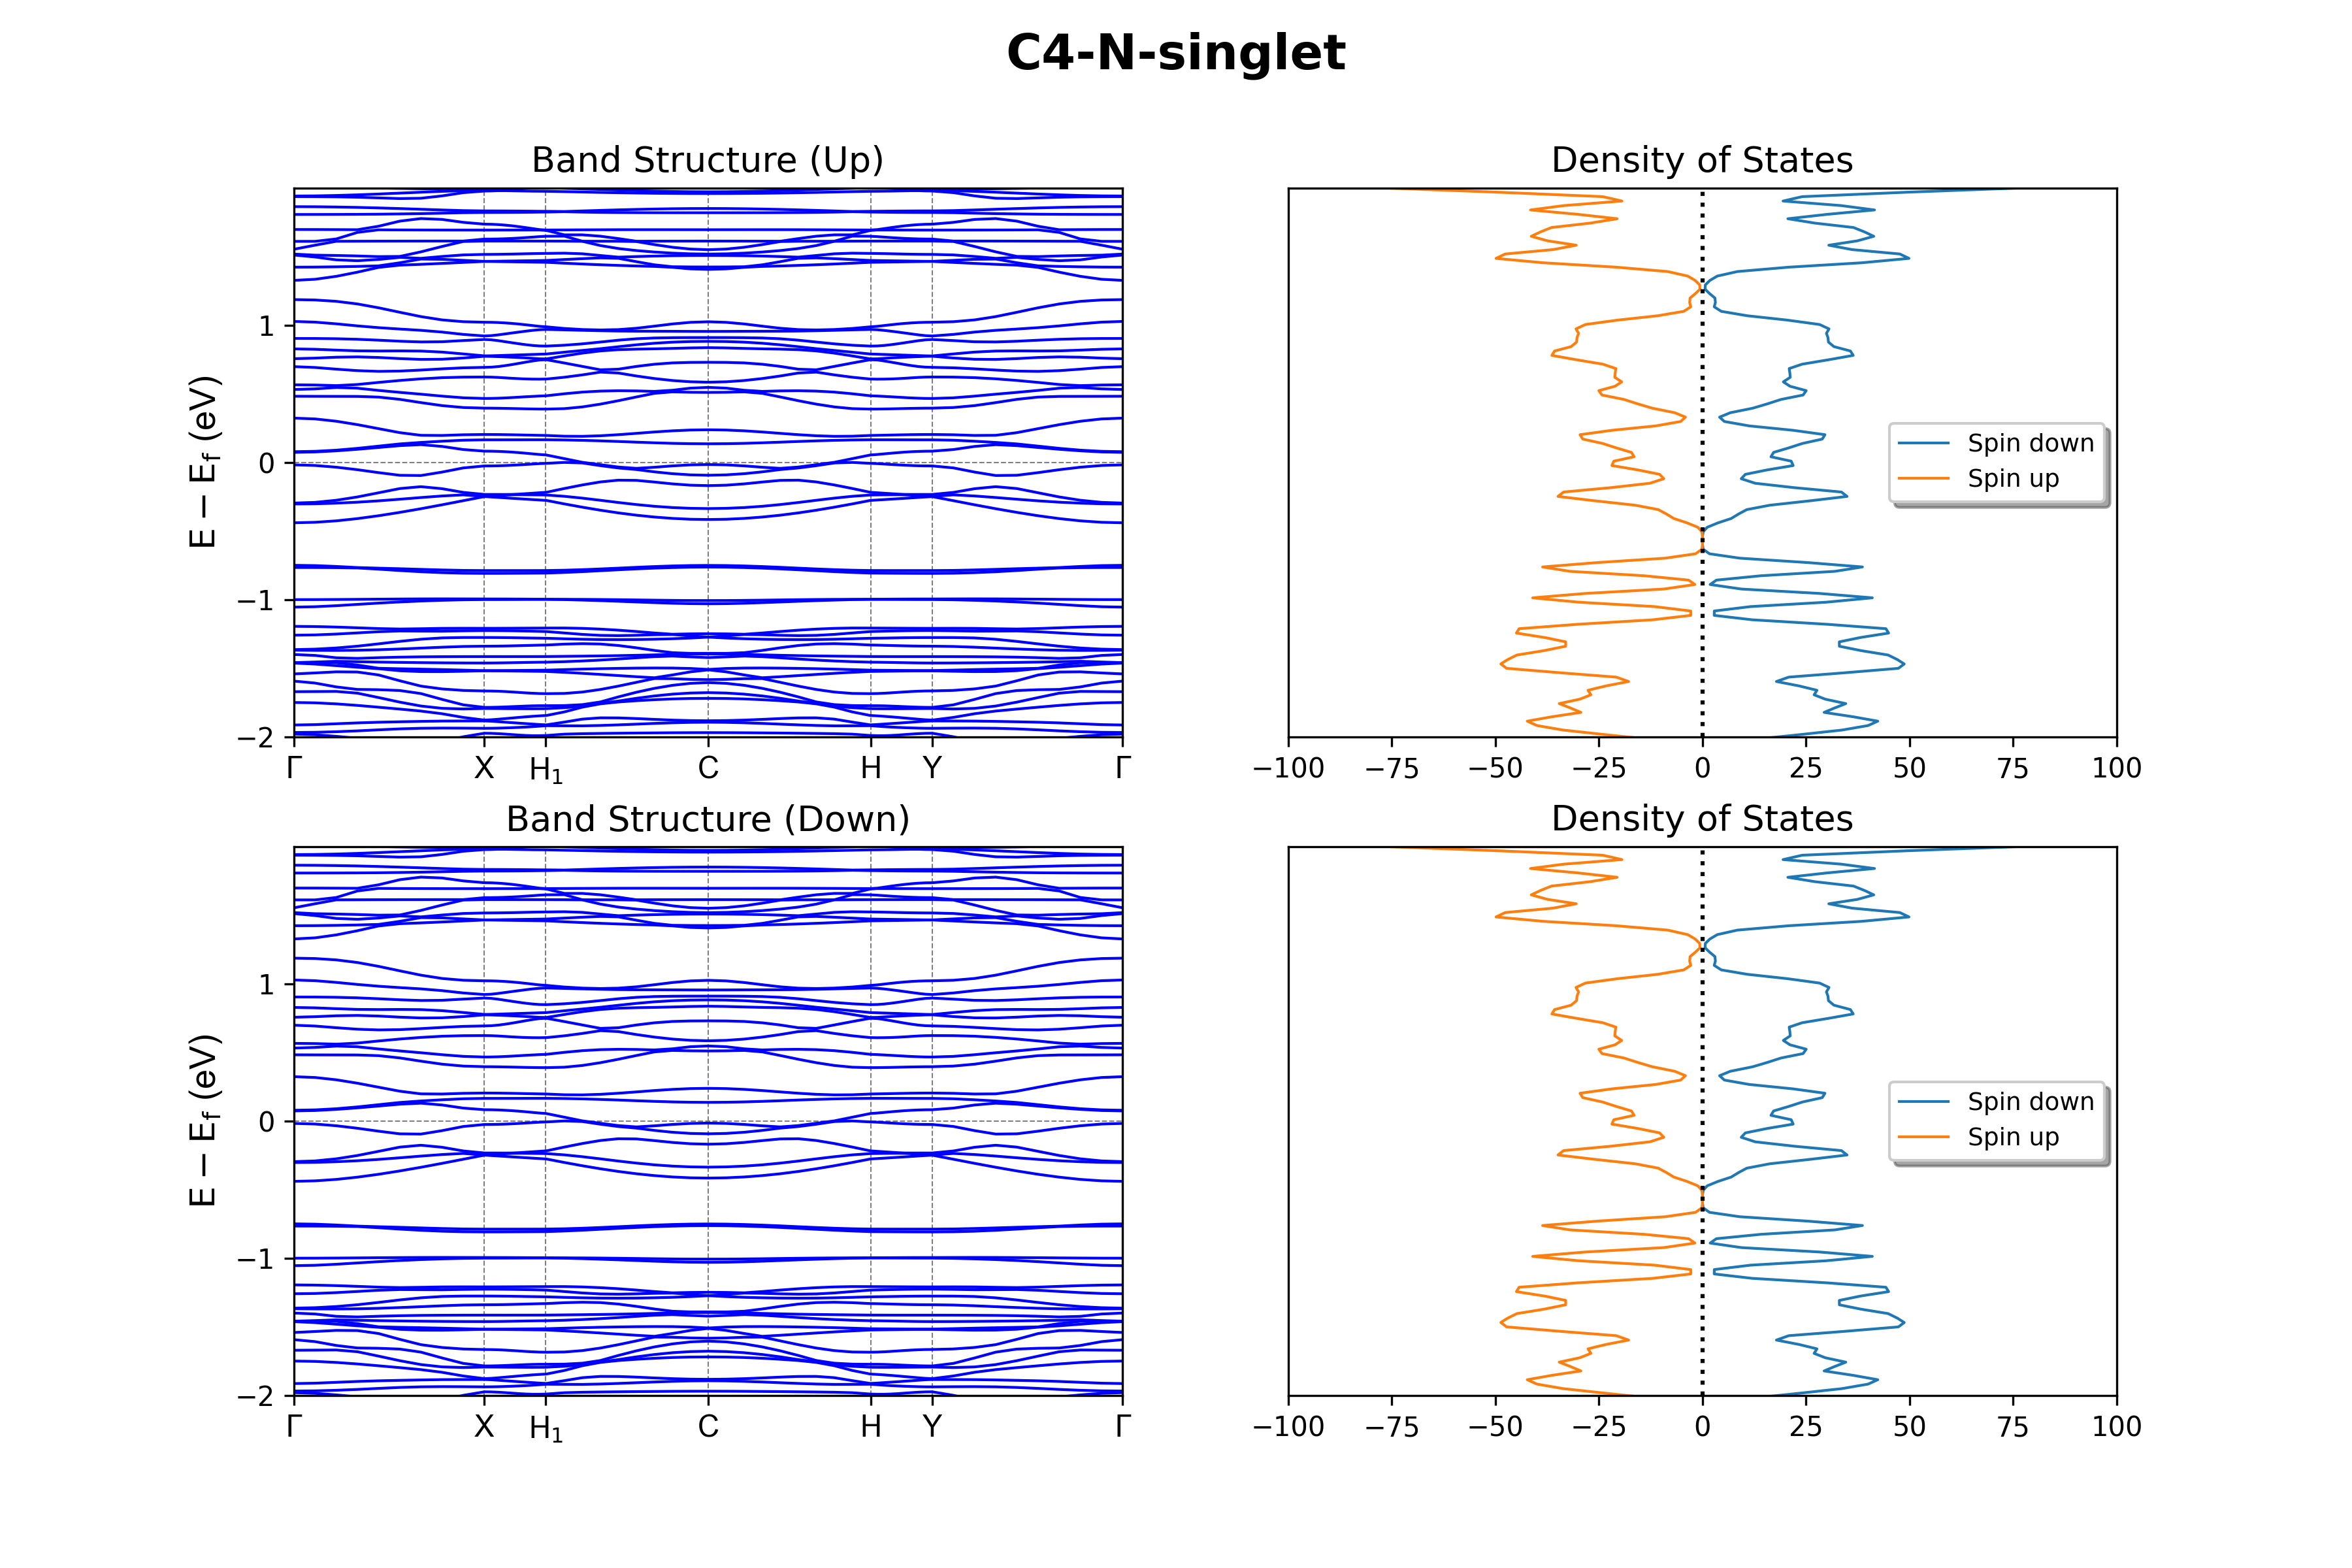 C4-N-singlet
Band Structure (Up)
Density of States
E − E_f (eV)
1
0
−1
−2
Γ X H₁ C H Y Γ
Spin down
Spin up
−100 −75 −50 −25 0 25 50 75 100
Band Structure (Down)
Density of States
E − E_f (eV)
1
0
−1
−2
Γ X H₁ C H Y Γ
Spin down
Spin up
−100 −75 −50 −25 0 25 50 75 100